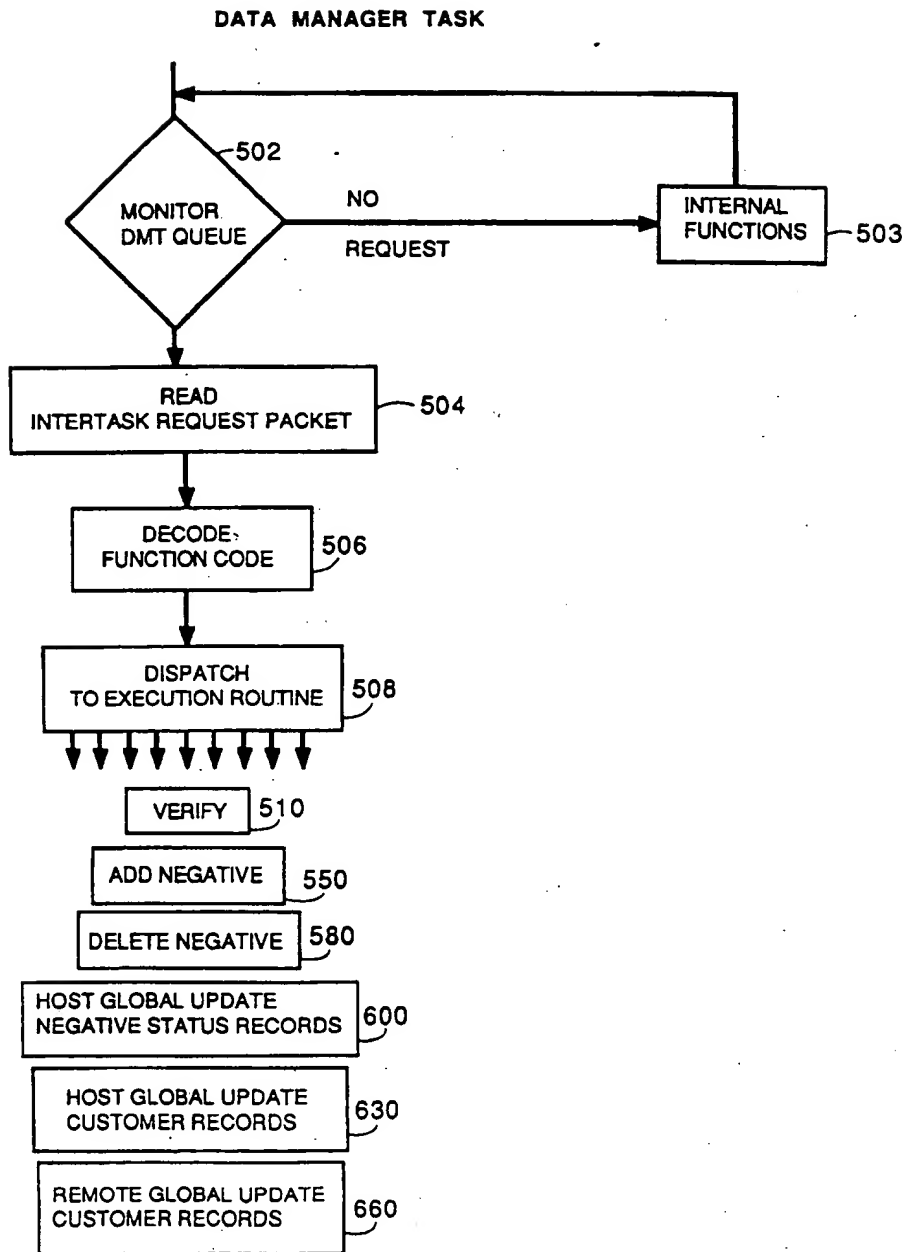 DATA MANAGER TASK
502
MONITOR
DMT QUEUE
NO
REQUEST
INTERNAL
FUNCTIONS
503
READ
INTERTASK REQUEST PACKET
504
DECODE
FUNCTION CODE
506
DISPATCH
TO EXECUTION ROUTINE
508
VERIFY
510
ADD NEGATIVE
550
DELETE NEGATIVE
580
HOST GLOBAL UPDATE
NEGATIVE STATUS RECORDS
600
HOST GLOBAL UPDATE
CUSTOMER RECORDS
630
REMOTE GLOBAL UPDATE
CUSTOMER RECORDS
660